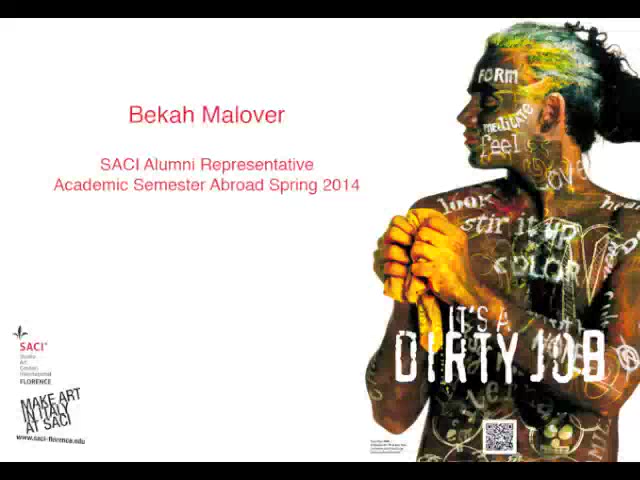 Bekah Malover
SACI Alumni Representative
Academic Semester Abroad Spring 2014
SACI
Studio
Art
Centers
International
FLORENCE
MAKE ART
IN ITALY
AT SACI
www.saci-florence.edu
FORM
meditate
feel
LOVE
look
stir it UP
COLOR
IT'S A
DIRTY JOB